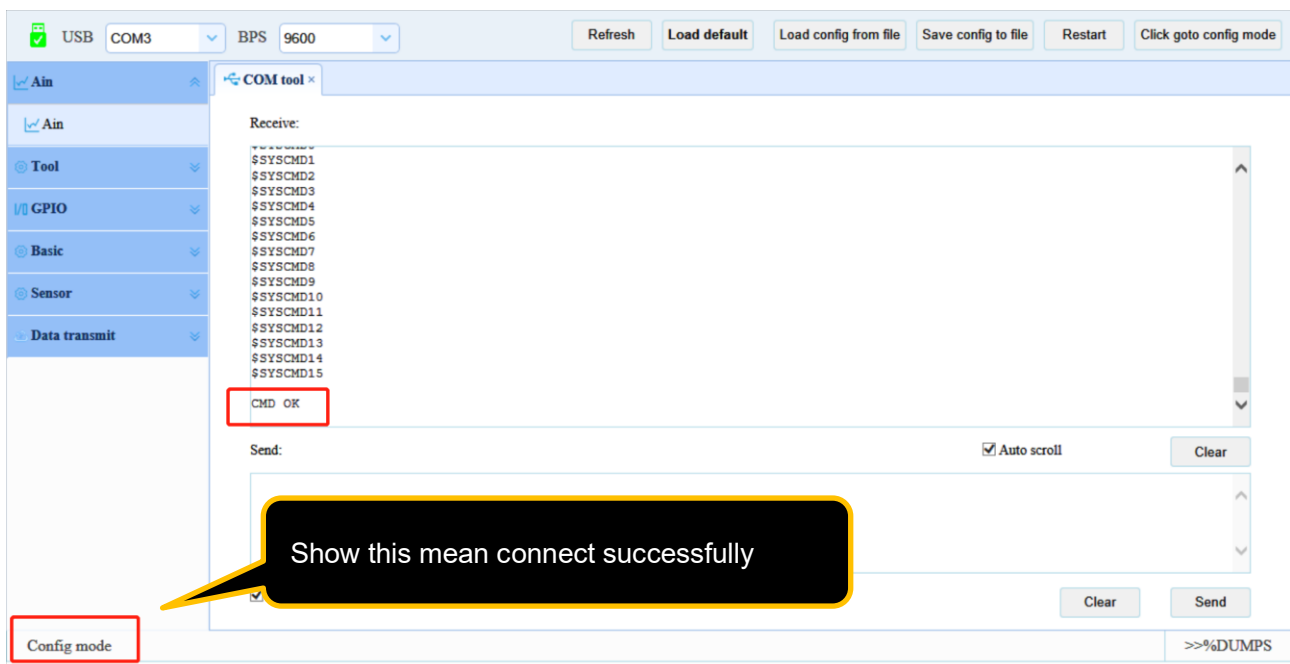 USB COM3 BPS 9600 Refresh Load default Load config from file Save config to file Restart Click goto config mode
Ain
COM tool ×
Ain
Receive:
Tool
GPIO
Basic
Sensor
Data transmit
$SYSCMD1
$SYSCMD2
$SYSCMD3
$SYSCMD4
$SYSCMD5
$SYSCMD6
$SYSCMD7
$SYSCMD8
$SYSCMD9
$SYSCMD10
$SYSCMD11
$SYSCMD12
$SYSCMD13
$SYSCMD14
$SYSCMD15
CMD OK
Send: Auto scroll Clear
Show this mean connect successfully
Clear Send
Config mode >>%DUMPS